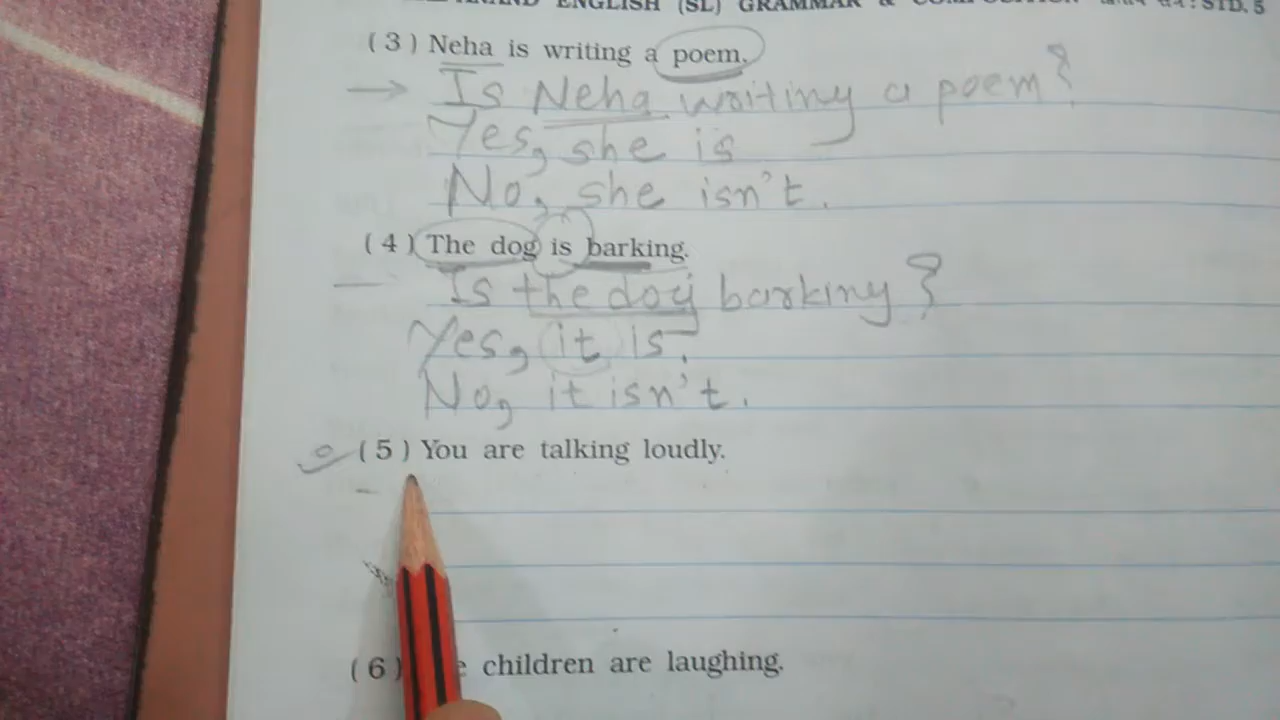 ENGLISH (SL) GRAMMAR & STD. 5
( 3 ) Neha is writing a poem.
→ Is Neha writing a poem?
Yes, she is
No, she isn't.
( 4 ) The dog is barking.
– Is the dog barking?
Yes, it is.
No, it isn't.
( 5 ) You are talking loudly.
–
( 6 ) children are laughing.